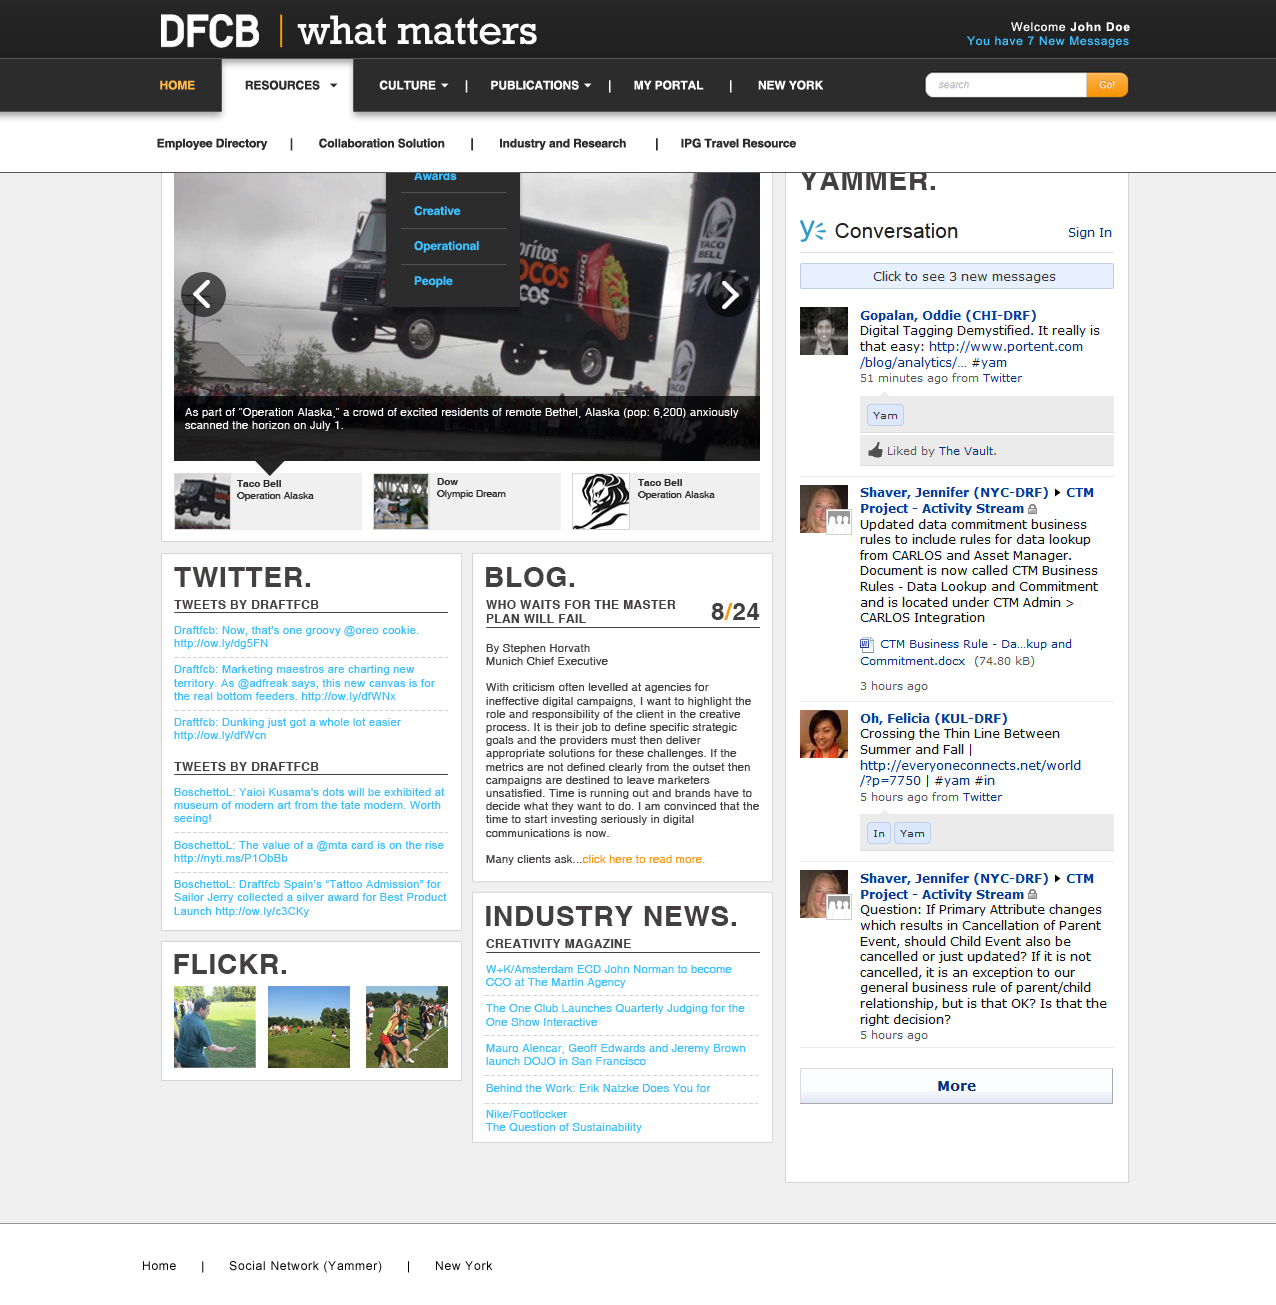 DFCB | what matters
Welcome John Doe
You have 7 New Messages
HOME
RESOURCES
CULTURE |
PUBLICATIONS |
MY PORTAL |
NEW YORK
search
Go!
Employee Directory | Collaboration Solution | Industry and Research | IPG Travel Resource
Awards
Creative
Operational
People
Doritos
LOCOS
TACOS
Doritos
LOCOS
TACO
BELL
As part of "Operation Alaska," a crowd of excited residents of remote Bethel, Alaska (pop: 6,200) anxiously
scanned the horizon on July 1.
Taco Bell
Operation Alaska
Dow
Olympic Dream
Taco Bell
Operation Alaska
TWITTER.
TWEETS BY DRAFTFCB
Draftfcb: Now, that's one groovy @oreo cookie.
http://ow.ly/dg5FN
Draftfcb: Marketing maestros are charting new
territory. As @adfreak says, this new canvas is for
the real bottom feeders. http://ow.ly/dfWNx
Draftfcb: Dunking just got a whole lot easier
http://ow.ly/dfWcn
TWEETS BY DRAFTFCB
BoschettoL: Yaioi Kusama's dots will be exhibited at
museum of modern art from the tate modern. Worth
seeing!
BoschettoL: The value of a @mta card is on the rise
http://nyti.ms/P1ObBb
BoschettoL: Draftfcb Spain's "Tattoo Admission" for
Sailor Jerry collected a silver award for Best Product
Launch http://ow.ly/c3CKy
FLICKR.
BLOG.
WHO WAITS FOR THE MASTER
PLAN WILL FAIL
8/24
By Stephen Horvath
Munich Chief Executive
With criticism often levelled at agencies for
ineffective digital campaigns, I want to highlight the
role and responsibility of the client in the creative
process. It is their job to define specific strategic
goals and the providers must then deliver
appropriate solutions for these challenges. If the
metrics are not defined clearly from the outset then
campaigns are destined to leave marketers
unsatisfied. Time is running out and brands have to
decide what they want to do. I am convinced that the
time to start investing seriously in digital
communications is now.
Many clients ask...click here to read more.
INDUSTRY NEWS.
CREATIVITY MAGAZINE
W+K/Amsterdam ECD John Norman to become
CCO at The Martin Agency
The One Club Launches Quarterly Judging for the
One Show Interactive
Mauro Alencar, Geoff Edwards and Jeremy Brown
launch DOJO in San Francisco
Behind the Work: Erik Natzke Does You for
Nike/Footlocker
The Question of Sustainability
YAMMER.
Conversation
Sign In
Click to see 3 new messages
Gopalan, Oddie (CHI-DRF)
Digital Tagging Demystified. It really is
that easy: http://www.portent.com
/blog/analytics/... #yam
51 minutes ago from Twitter
Yam
Liked by The Vault.
Shaver, Jennifer (NYC-DRF) ▸ CTM
Project - Activity Stream
Updated data commitment business
rules to include rules for data lookup
from CARLOS and Asset Manager.
Document is now called CTM Business
Rules - Data Lookup and Commitment
and is located under CTM Admin >
CARLOS Integration
CTM Business Rule - Da...kup and
Commitment.docx (74.80 kB)
3 hours ago
Oh, Felicia (KUL-DRF)
Crossing the Thin Line Between
Summer and Fall |
http://everyoneconnects.net/world
/?p=7750 | #yam #in
5 hours ago from Twitter
In Yam
Shaver, Jennifer (NYC-DRF) ▸ CTM
Project - Activity Stream
Question: If Primary Attribute changes
which results in Cancellation of Parent
Event, should Child Event also be
cancelled or just updated? If it is not
cancelled, it is an exception to our
general business rule of parent/child
relationship, but is that OK? Is that the
right decision?
5 hours ago
More
Home | Social Network (Yammer) | New York